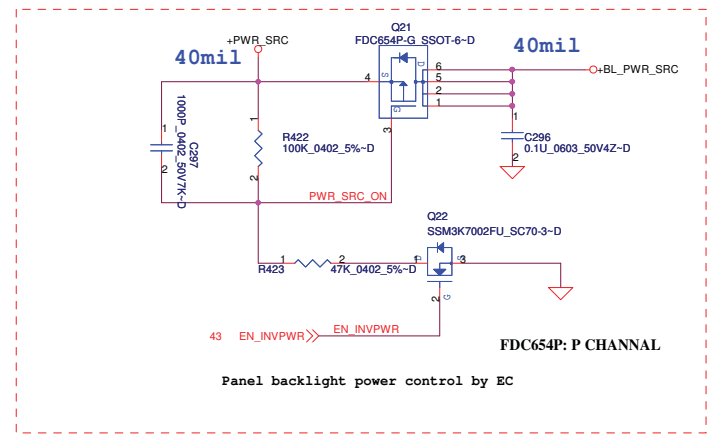 Q21
FDC654P-G_SSOT-6~D
+PWR_SRC
40mil
40mil
4
S
D
6
5
2
1
+BL_PWR_SRC
G
3
1
2
C297
1000P_0402_50V7K~D
1
2
R422
100K_0402_5%~D
1
2
C296
0.1U_0603_50V4Z~D
PWR_SRC_ON
Q22
SSM3K7002FU_SC70-3~D
R423
1
2
47K_0402_5%~D
1
D
S
3
2
G
43
EN_INVPWR
EN_INVPWR
FDC654P: P CHANNAL
Panel backlight power control by EC